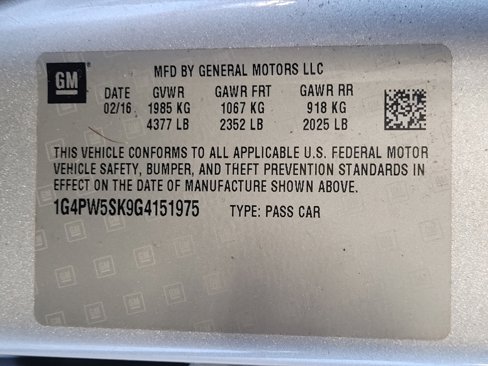 GM MFD BY GENERAL MOTORS LLC
DATE GVWR GAWR FRT GAWR RR
02/16 1985 KG 1067 KG 918 KG
4377 LB 2352 LB 2025 LB
THIS VEHICLE CONFORMS TO ALL APPLICABLE U.S. FEDERAL MOTOR
VEHICLE SAFETY, BUMPER, AND THEFT PREVENTION STANDARDS IN
EFFECT ON THE DATE OF MANUFACTURE SHOWN ABOVE.
1G4PW5SK9G4151975 TYPE: PASS CAR